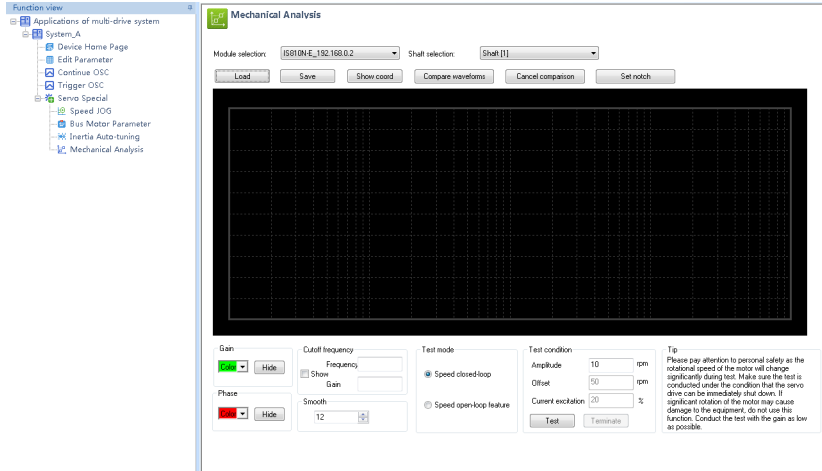 Function view
Applications of multi-drive system
System_A
Device Home Page
Edit Parameter
Continue OSC
Trigger OSC
Servo Special
Speed JOG
Bus Motor Parameter
Inertia Auto-tuning
Mechanical Analysis
Mechanical Analysis
Module selection: IS810N-E_192.168.0.2 Shaft selection: Shaft [1]
Load Save Show coord Compare waveforms Cancel comparison Set notch
Gain
Color Hide
Phase
Color Hide
Cutoff frequency
Frequency
Show
Gain
Smooth
12
Test mode
Speed closed-loop
Speed open-loop feature
Test condition
Amplitude 10 rpm
Offset 50 rpm
Current excitation 20 %
Test Terminate
Tip
Please pay attention to personal safety as the
rotational speed of the motor will change
significantly during test. Make sure the test is
conducted under the condition that the servo
drive can be immediately shut down. If
significant rotation of the motor may cause
damage to the equipment, do not use this
function. Conduct the test with the gain as low
as possible.